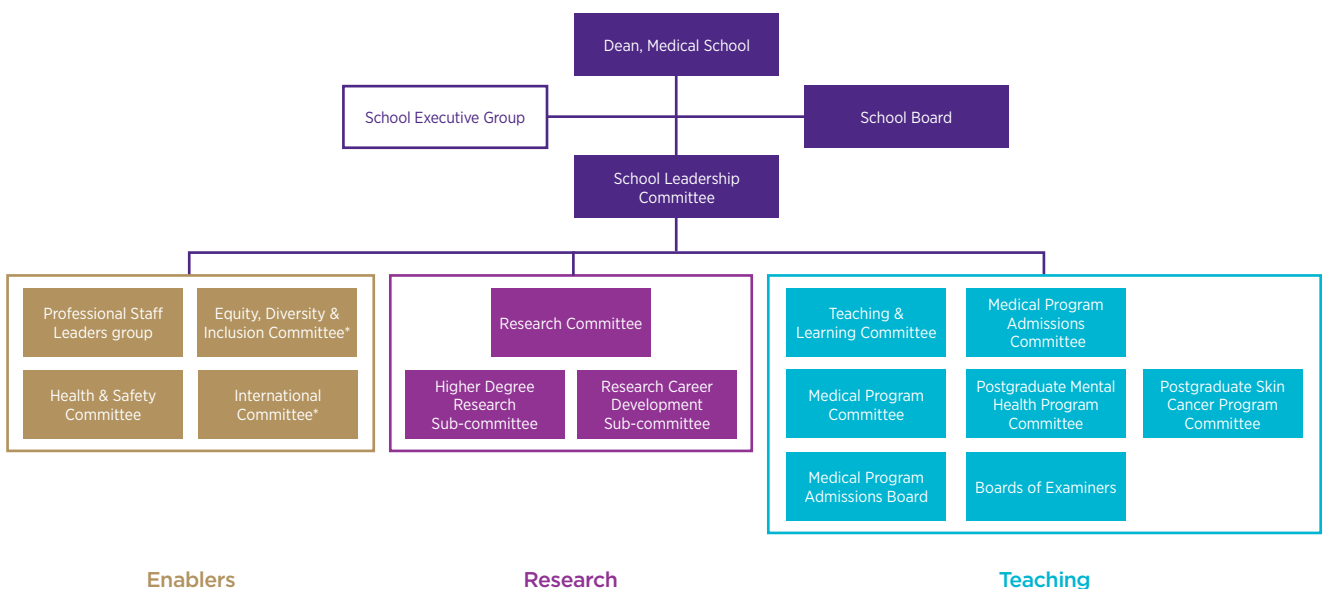 Dean, Medical School
School Executive Group
School Board
School Leadership
Committee
Professional Staff
Leaders group
Equity, Diversity &
Inclusion Committee*
Health & Safety
Committee
International
Committee*
Research Committee
Higher Degree
Research
Sub-committee
Research Career
Development
Sub-committee
Teaching &
Learning Committee
Medical Program
Admissions
Committee
Medical Program
Committee
Postgraduate Mental
Health Program
Committee
Postgraduate Skin
Cancer Program
Committee
Medical Program
Admissions Board
Boards of Examiners
Enablers
Research
Teaching